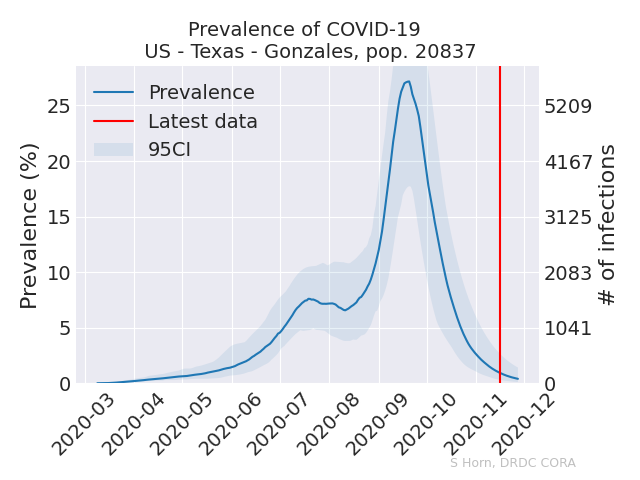 Prevalence of COVID-19
US - Texas - Gonzales, pop. 20837
Prevalence
Latest data
95CI
Prevalence (%)
25
20
15
10
5
0
5209
4167
3125
2083
1041
0
# of infections
2020-03
2020-04
2020-05
2020-06
2020-07
2020-08
2020-09
2020-10
2020-11
2020-12
S Horn, DRDC CORA